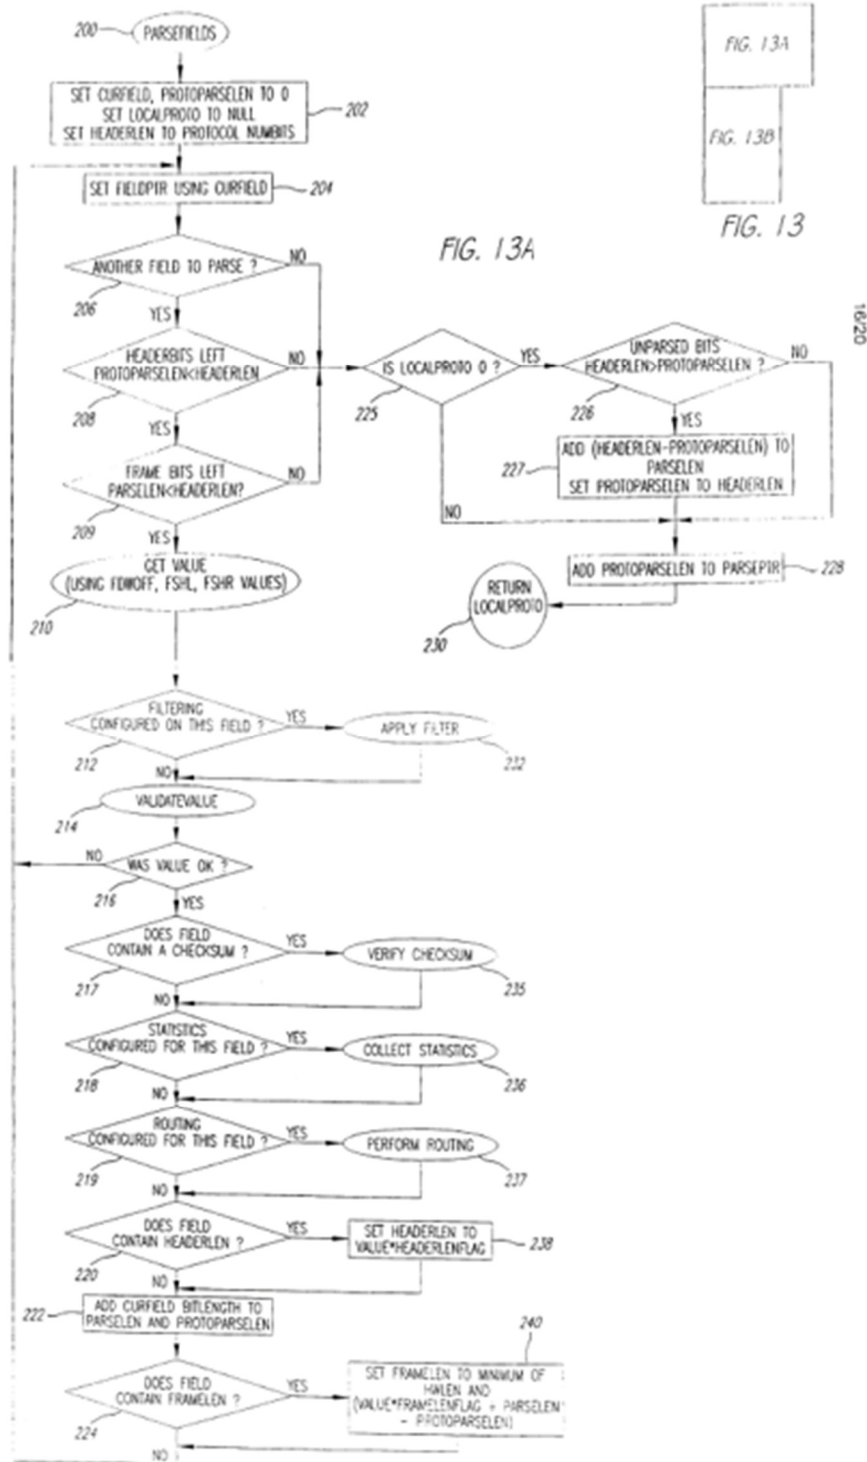 200
PARSEFIELDS
SET CURFIELD, PROTOPARSELEN TO 0
SET LOCALPROTO TO NULL
SET HEADERLEN TO PROTOCOL NUMBITS
202
SET FIELDPTR USING CURFIELD
204
ANOTHER FIELD TO PARSE ?
206
NO
YES
HEADERBITS LEFT
PROTOPARSELEN<HEADERLEN
208
NO
YES
FRAME BITS LEFT
PARSELEN<HEADERLEN?
209
NO
YES
GET VALUE
(USING FDWOFF, FSHL, FSHR VALUES)
210
FIG. 13A
FIG. 13B
FIG. 13
FIG. 13A
16/20
IS LOCALPROTO 0 ?
225
YES
NO
UNPARSED BITS
HEADERLEN>PROTOPARSELEN ?
226
NO
YES
227
ADD (HEADERLEN-PROTOPARSELEN) TO
PARSELEN
SET PROTOPARSELEN TO HEADERLEN
ADD PROTOPARSELEN TO PARSEPTR
228
RETURN
LOCALPROTO
230
FILTERING
CONFIGURED ON THIS FIELD ?
212
YES
APPLY FILTER
232
NO
VALIDATEVALUE
214
WAS VALUE OK ?
216
NO
YES
DOES FIELD
CONTAIN A CHECKSUM ?
217
YES
VERIFY CHECKSUM
235
NO
STATISTICS
CONFIGURED FOR THIS FIELD ?
218
YES
COLLECT STATISTICS
236
NO
ROUTING
CONFIGURED FOR THIS FIELD ?
219
YES
PERFORM ROUTING
237
NO
DOES FIELD
CONTAIN HEADERLEN ?
220
YES
SET HEADERLEN TO
VALUE*HEADERLENFLAG
238
NO
222
ADD CURFIELD BITLENGTH TO
PARSELEN AND PROTOPARSELEN
DOES FIELD
CONTAIN FRAMELEN ?
224
YES
240
SET FRAMELEN TO MINIMUM OF
HWLEN AND
(VALUE*FRAMELENFLAG + PARSELEN
- PROTOPARSELEN)
NO